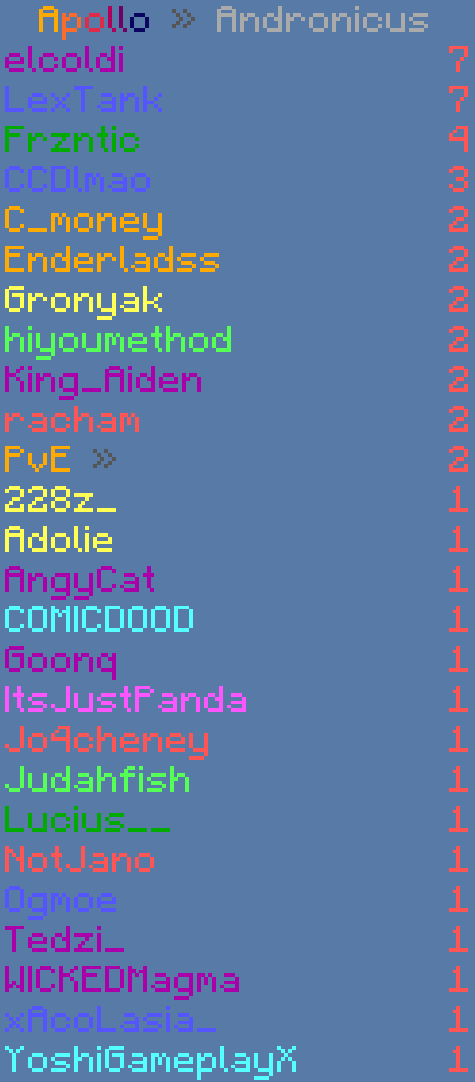 Apollo » Andronicus
elcoldi 7
LexTank 7
Frzntic 4
CCDlmao 3
C_money 2
Enderladss 2
Gronyak 2
hiyoumethod 2
King_Aiden 2
racham 2
PvE » 2
228z_ 1
Adolie 1
AngyCat 1
COMICDOOD 1
Goonq 1
ItsJustPanda 1
Jo4cheney 1
Judahfish 1
Lucius__ 1
NotJano 1
Ogmoe 1
Tedzi_ 1
WICKEDMagma 1
xAcoLasia_ 1
YoshiGameplayX 1